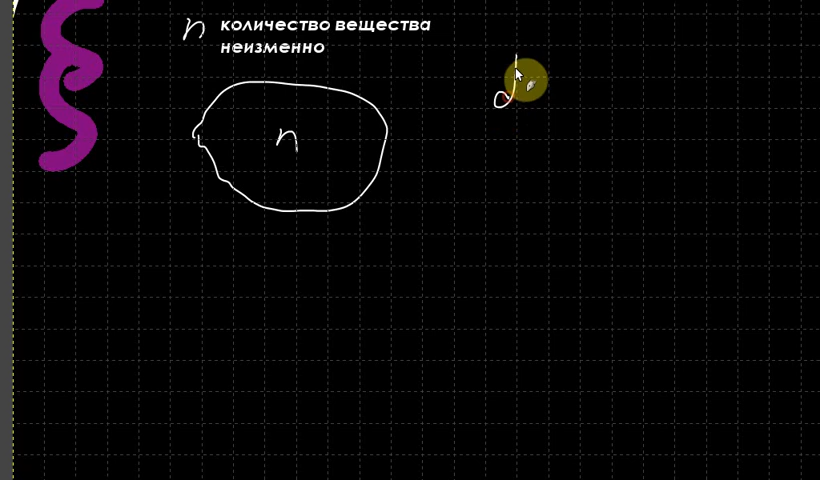 n количество вещества
неизменно
n
d